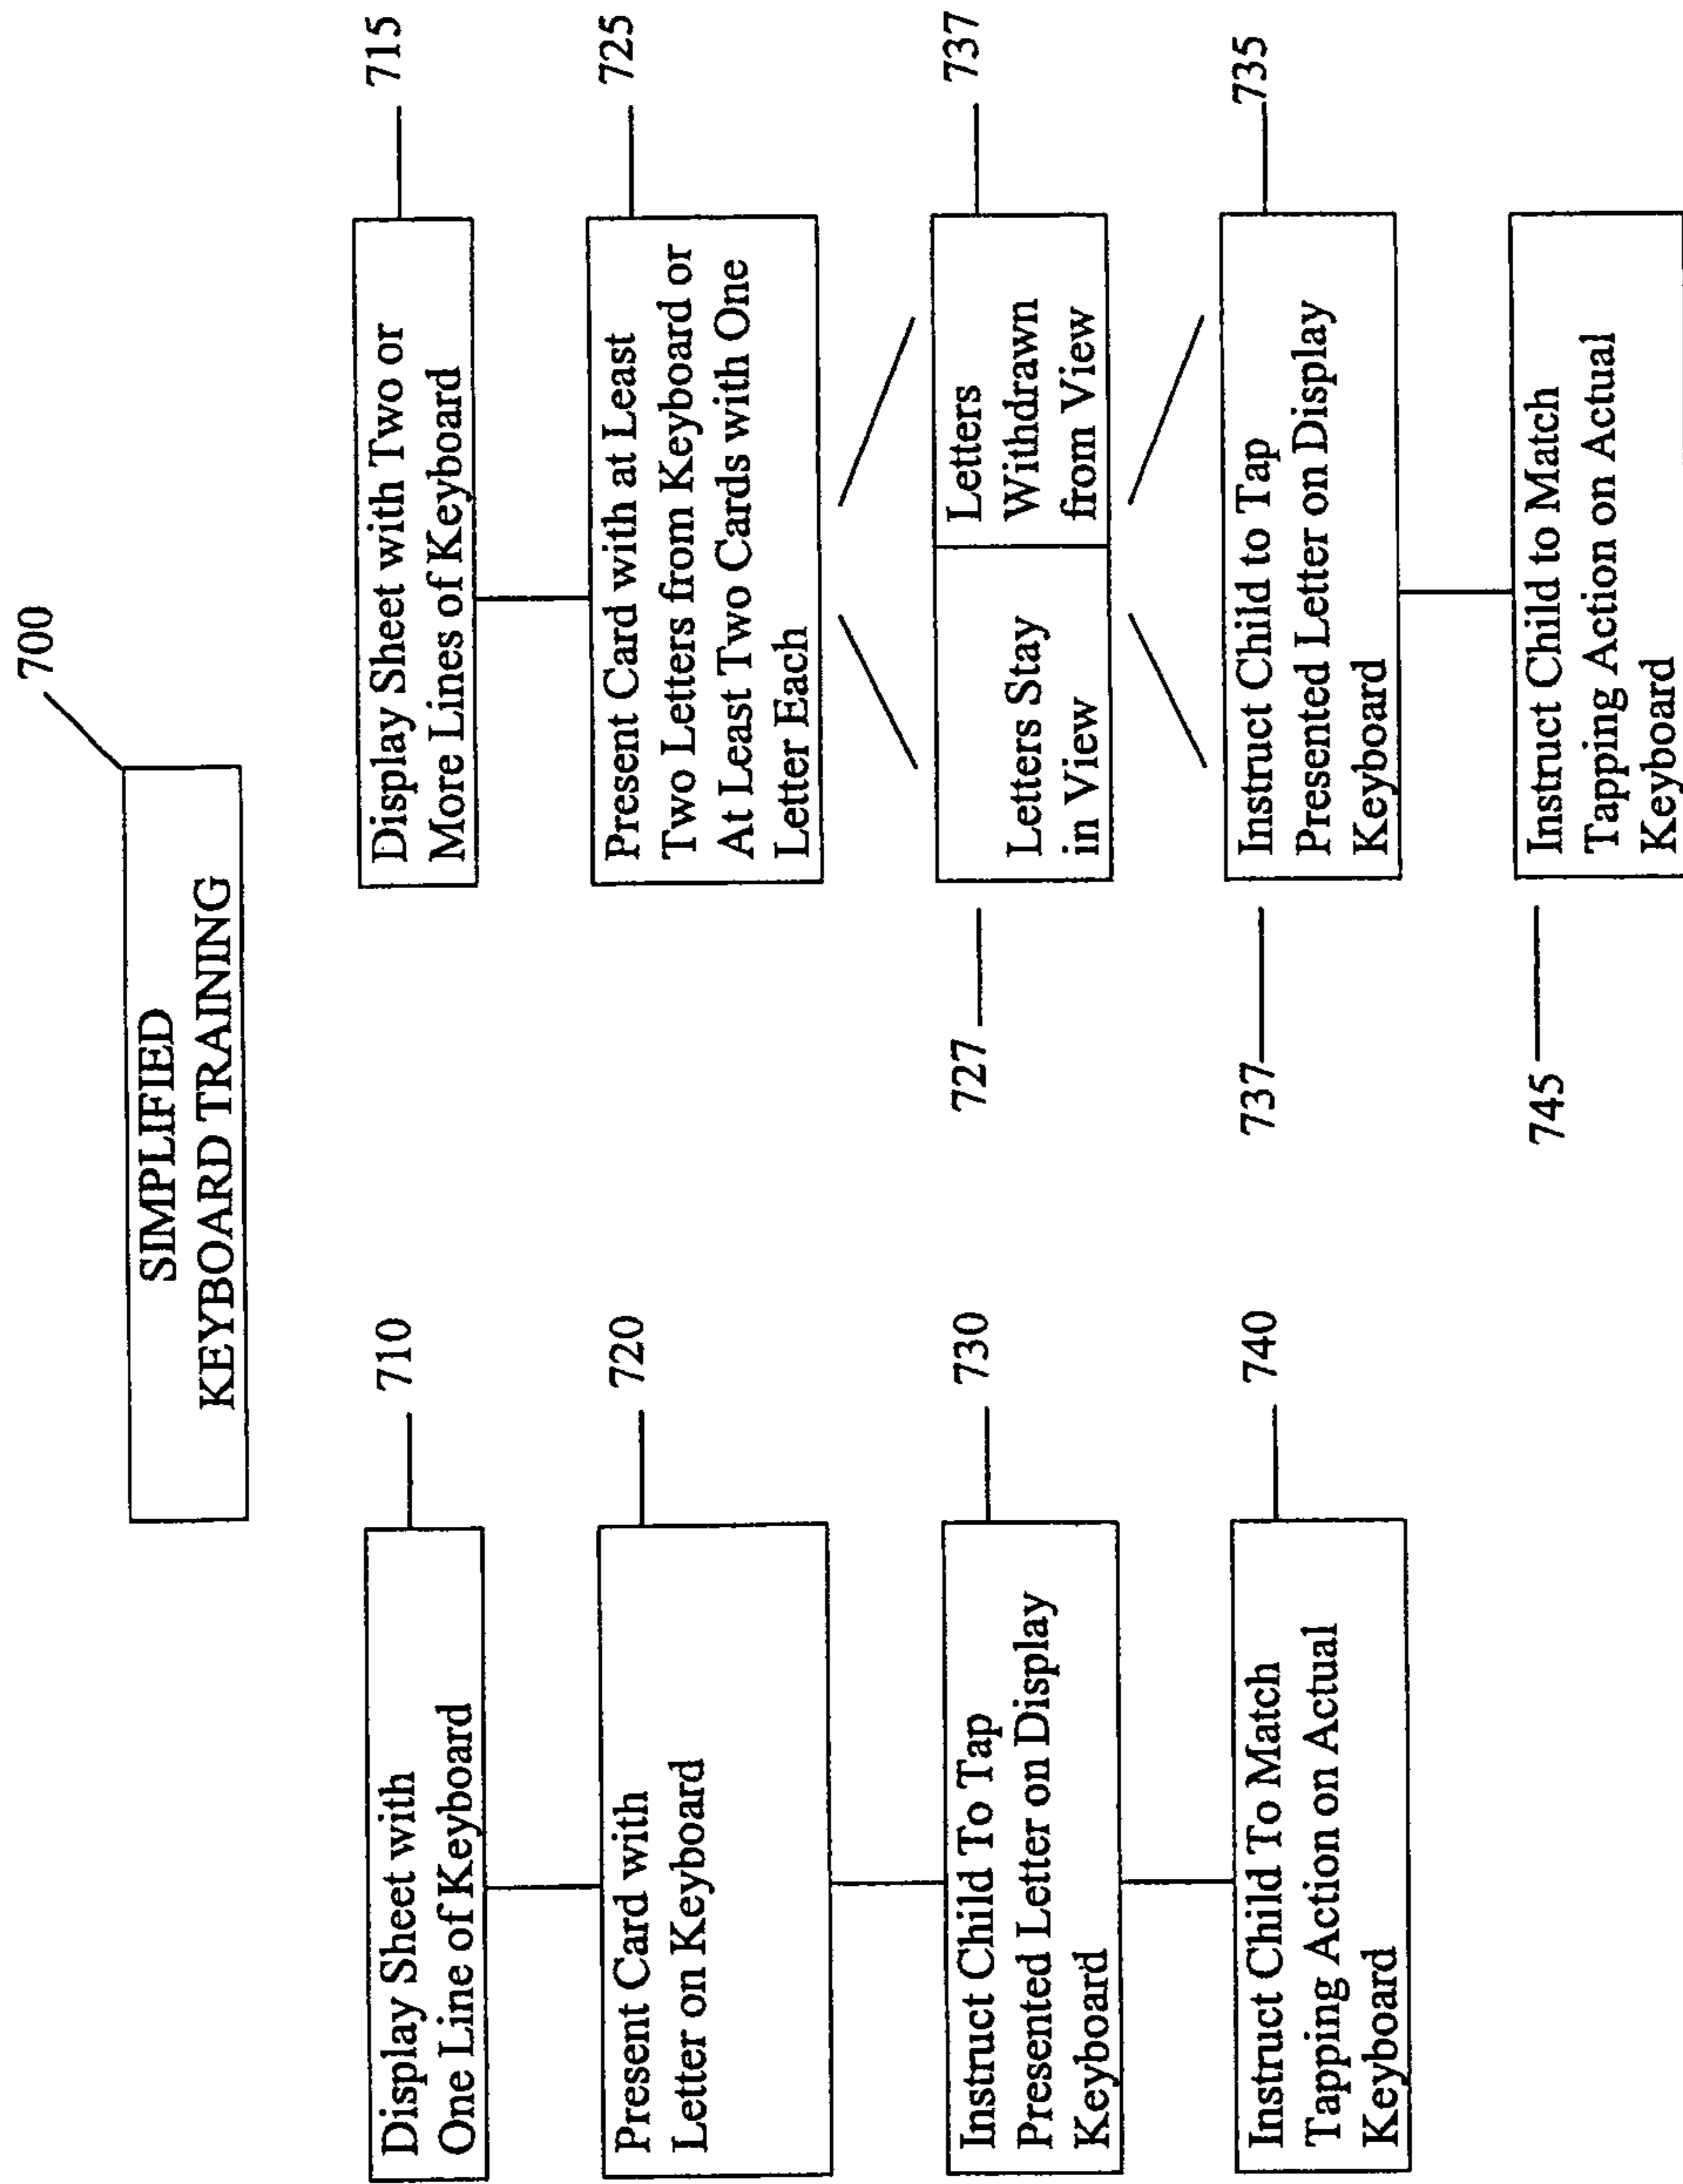 700
SIMPLIFIED
KEYBOARD TRAINING
Display Sheet with
One Line of Keyboard
710
Present Card with
Letter on Keyboard
720
Instruct Child To Tap
Presented Letter on Display
Keyboard
730
Instruct Child To Match
Tapping Action on Actual
Keyboard
740
Display Sheet with Two or
More Lines of Keyboard
715
Present Card with at Least
Two Letters from Keyboard or
At Least Two Cards with One
Letter Each
725
727
Letters Stay
in View
Letters
Withdrawn
from View
737
737
Instruct Child to Tap
Presented Letter on Display
Keyboard
735
745
Instruct Child to Match
Tapping Action on Actual
Keyboard